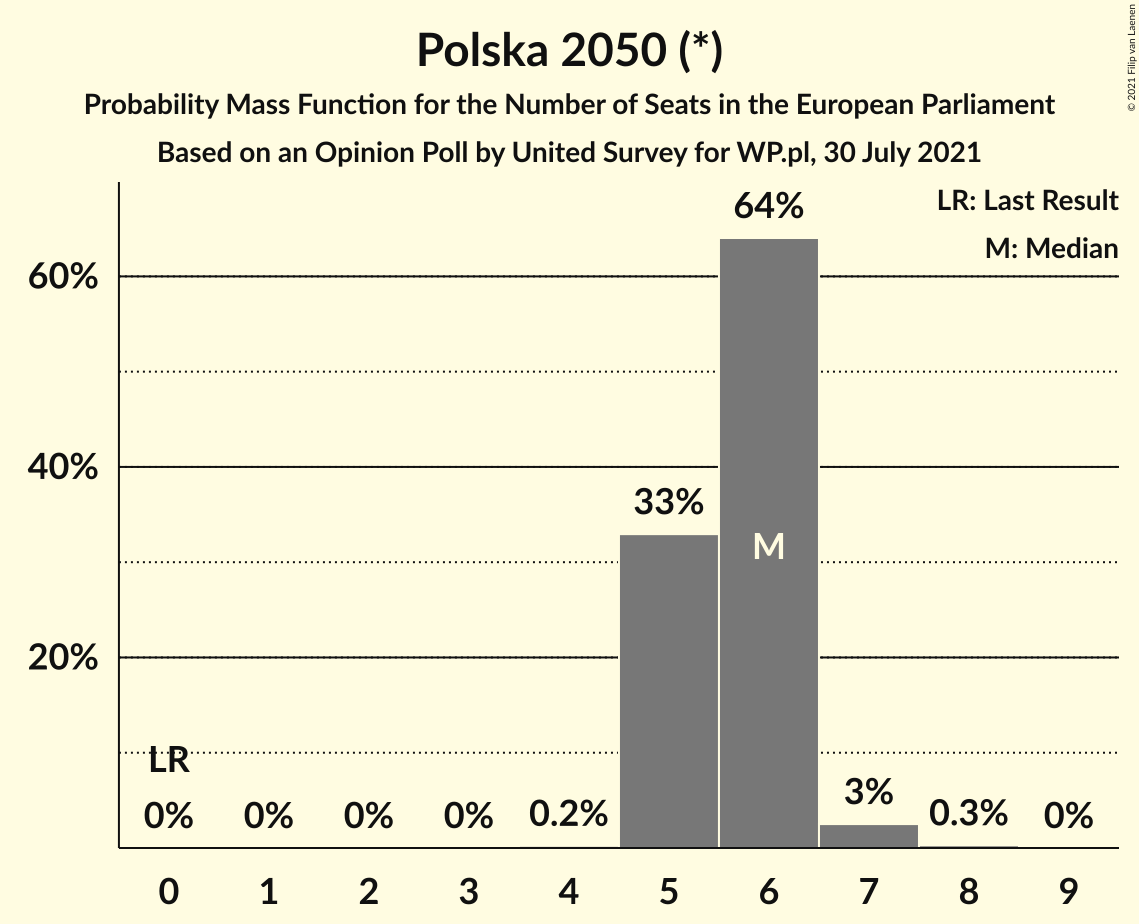 Polska 2050 (*)
Probability Mass Function for the Number of Seats in the European Parliament
Based on an Opinion Poll by United Survey for WP.pl, 30 July 2021
© 2021 Filip van Laenen
LR: Last Result
M: Median
60%
40%
20%
LR
0%
0%
0%
0%
0.2%
33%
64%
M
3%
0.3%
0%
0 1 2 3 4 5 6 7 8 9